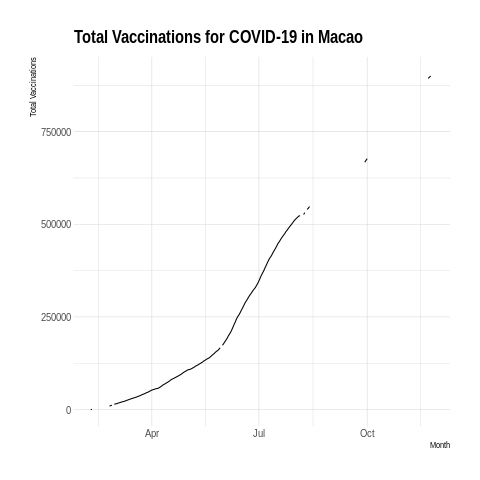 Total Vaccinations for COVID-19 in Macao
Total Vaccinations
750000
500000
250000
0
Apr Jul Oct
Month